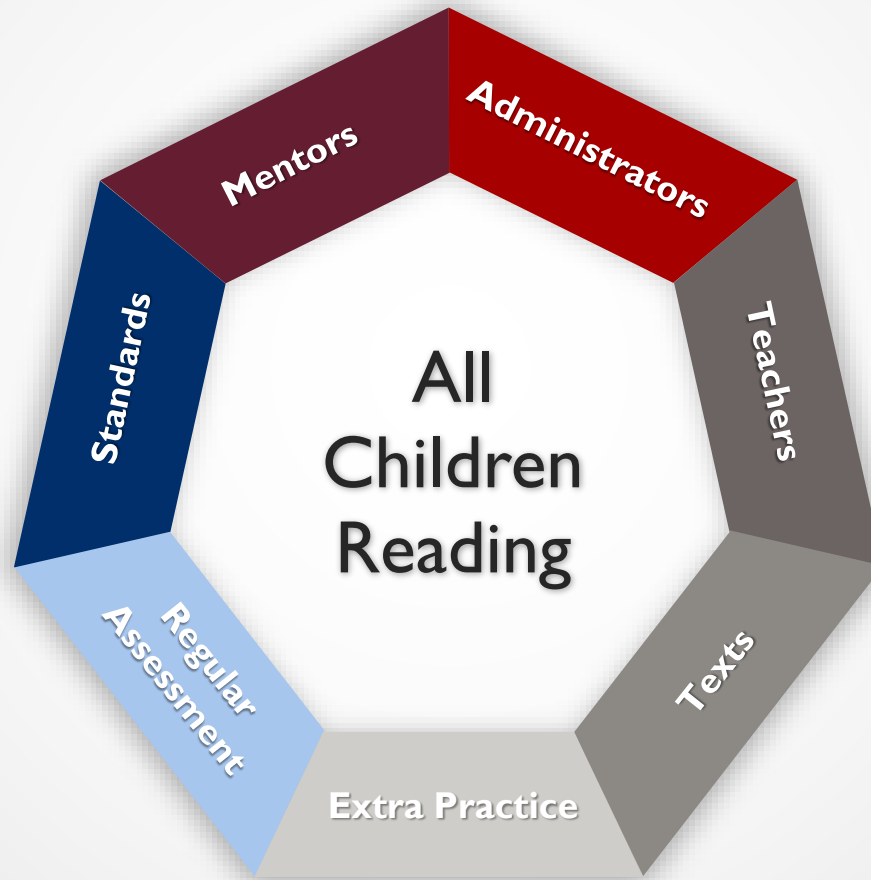 Mentors
Administrators
Standards
Teachers
All
Children
Reading
Regular
Assessment
Texts
Extra Practice